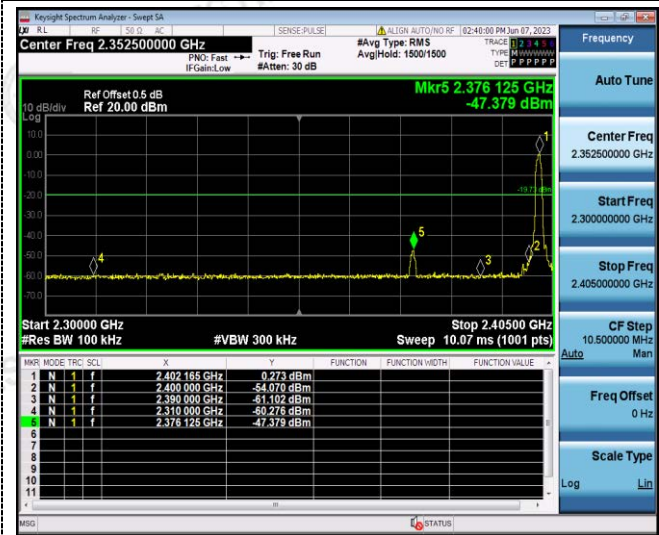 Keysight Spectrum Analyzer - Swept SA
RL RF 50 Ω AC SENSE:PULSE ALIGN AUTO/NO RF 02:40:00 PM Jun 07, 2023
Center Freq 2.352500000 GHz
PNO: Fast
IFGain:Low
Trig: Free Run
#Atten: 30 dB
#Avg Type: RMS
Avg|Hold: 1500/1500
TRACE 1 2 3 4 5 6
TYPE M W W W W W
DET P P P P P P
Ref Offset 0.5 dB
Ref 20.00 dBm
10 dB/div
Log
Mkr5 2.376 125 GHz
-47.379 dBm
10.0
0.00
-10.0
-20.0
-30.0
-40.0
-50.0
-60.0
-70.0
-19.73 dBm
1
2
3
4
5
Start 2.30000 GHz
#Res BW 100 kHz
#VBW 300 kHz
Stop 2.40500 GHz
Sweep 10.07 ms (1001 pts)
MKR MODE TRC SCL X Y FUNCTION FUNCTION WIDTH FUNCTION VALUE
1 N 1 f 2.402 165 GHz 0.273 dBm
2 N 1 f 2.400 000 GHz -54.070 dBm
3 N 1 f 2.390 000 GHz -61.102 dBm
4 N 1 f 2.310 000 GHz -60.276 dBm
5 N 1 f 2.376 125 GHz -47.379 dBm
6
7
8
9
10
11
MSG
STATUS
Frequency
Auto Tune
Center Freq
2.352500000 GHz
Start Freq
2.300000000 GHz
Stop Freq
2.405000000 GHz
CF Step
10.500000 MHz
Auto Man
Freq Offset
0 Hz
Scale Type
Log Lin